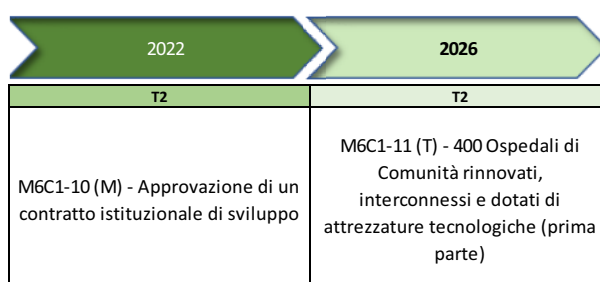 2022
2026
T2
T2
M6C1-10 (M) - Approvazione di un
contratto istituzionale di sviluppo
M6C1-11 (T) - 400 Ospedali di
Comunità rinnovati,
interconnessi e dotati di
attrezzature tecnologiche (prima
parte)